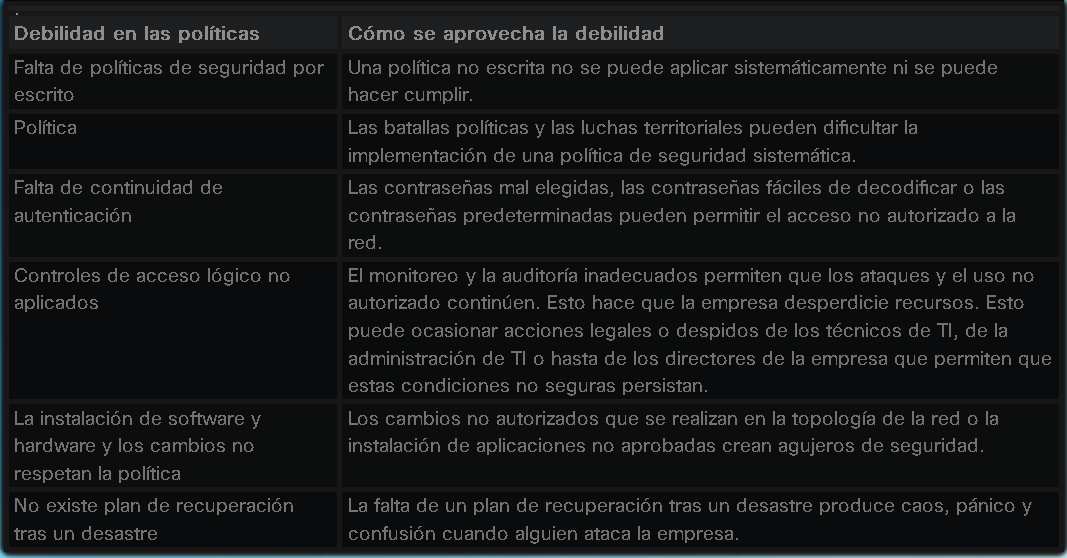 Debilidad en las políticas
Cómo se aprovecha la debilidad
Falta de políticas de seguridad por
escrito
Una política no escrita no se puede aplicar sistemáticamente ni se puede
hacer cumplir.
Política
Las batallas políticas y las luchas territoriales pueden dificultar la
implementación de una política de seguridad sistemática.
Falta de continuidad de
autenticación
Las contraseñas mal elegidas, las contraseñas fáciles de decodificar o las
contraseñas predeterminadas pueden permitir el acceso no autorizado a la
red.
Controles de acceso lógico no
aplicados
El monitoreo y la auditoría inadecuados permiten que los ataques y el uso no
autorizado continúen. Esto hace que la empresa desperdicie recursos. Esto
puede ocasionar acciones legales o despidos de los técnicos de TI, de la
administración de TI o hasta de los directores de la empresa que permiten que
estas condiciones no seguras persistan.
La instalación de software y
hardware y los cambios no
respetan la política
Los cambios no autorizados que se realizan en la topología de la red o la
instalación de aplicaciones no aprobadas crean agujeros de seguridad.
No existe plan de recuperación
tras un desastre
La falta de un plan de recuperación tras un desastre produce caos, pánico y
confusión cuando alguien ataca la empresa.